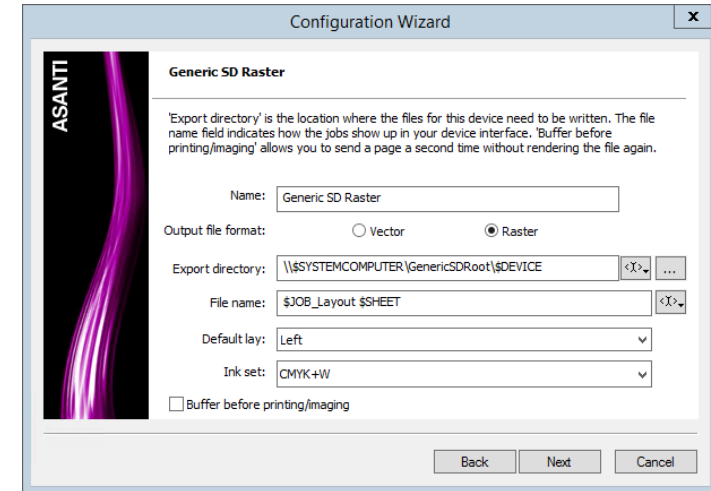 Configuration Wizard
x
ASANTI
Generic SD Raster
'Export directory' is the location where the files for this device need to be written. The file
name field indicates how the jobs show up in your device interface. 'Buffer before
printing/imaging' allows you to send a page a second time without rendering the file again.
Name: Generic SD Raster
Output file format: Vector Raster
Export directory: \\$SYSTEMCOMPUTER\GenericSDRoot\$DEVICE <I> ...
File name: $JOB_Layout $SHEET <I>
Default lay: Left
Ink set: CMYK+W
Buffer before printing/imaging
Back Next Cancel